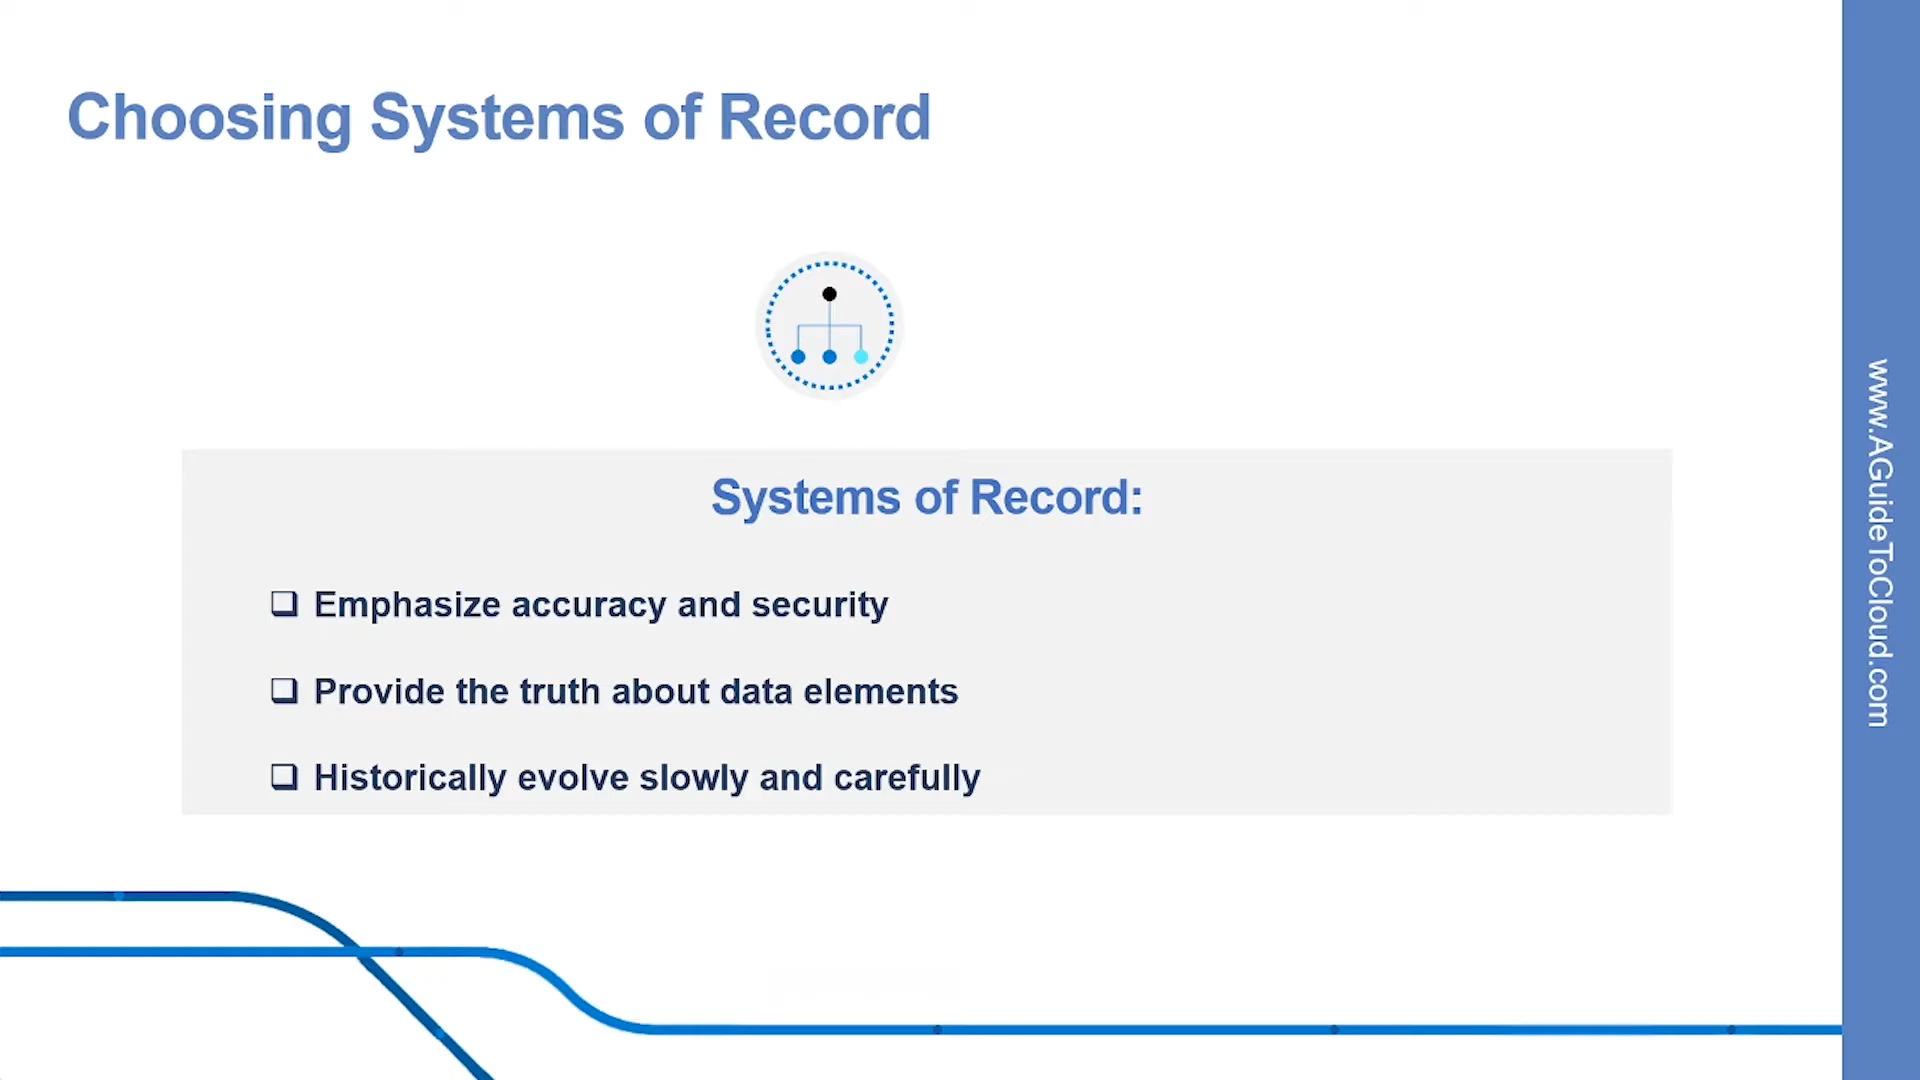 Choosing Systems of Record
Systems of Record:
❑ Emphasize accuracy and security
❑ Provide the truth about data elements
❑ Historically evolve slowly and carefully
www.AGuideToCloud.com